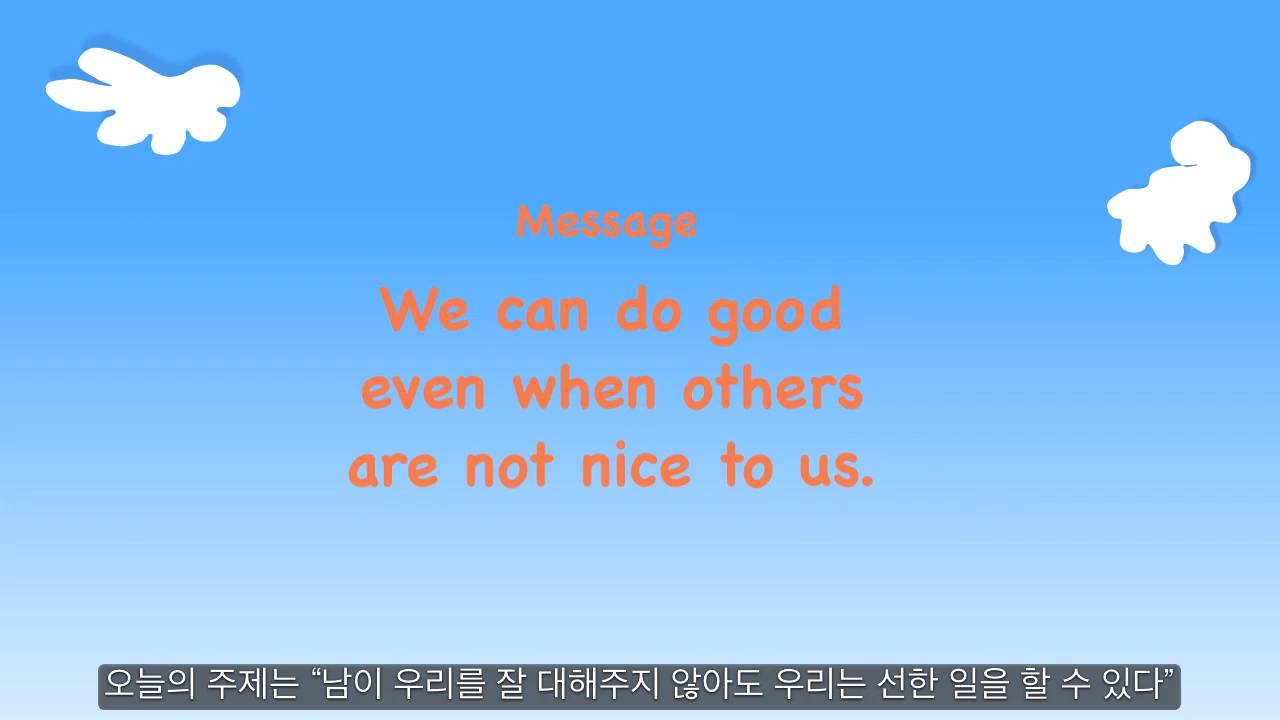 Message
We can do good
even when others
are not nice to us.
오늘의 주제는 “남이 우리를 잘 대해주지 않아도 우리는 선한 일을 할 수 있다”